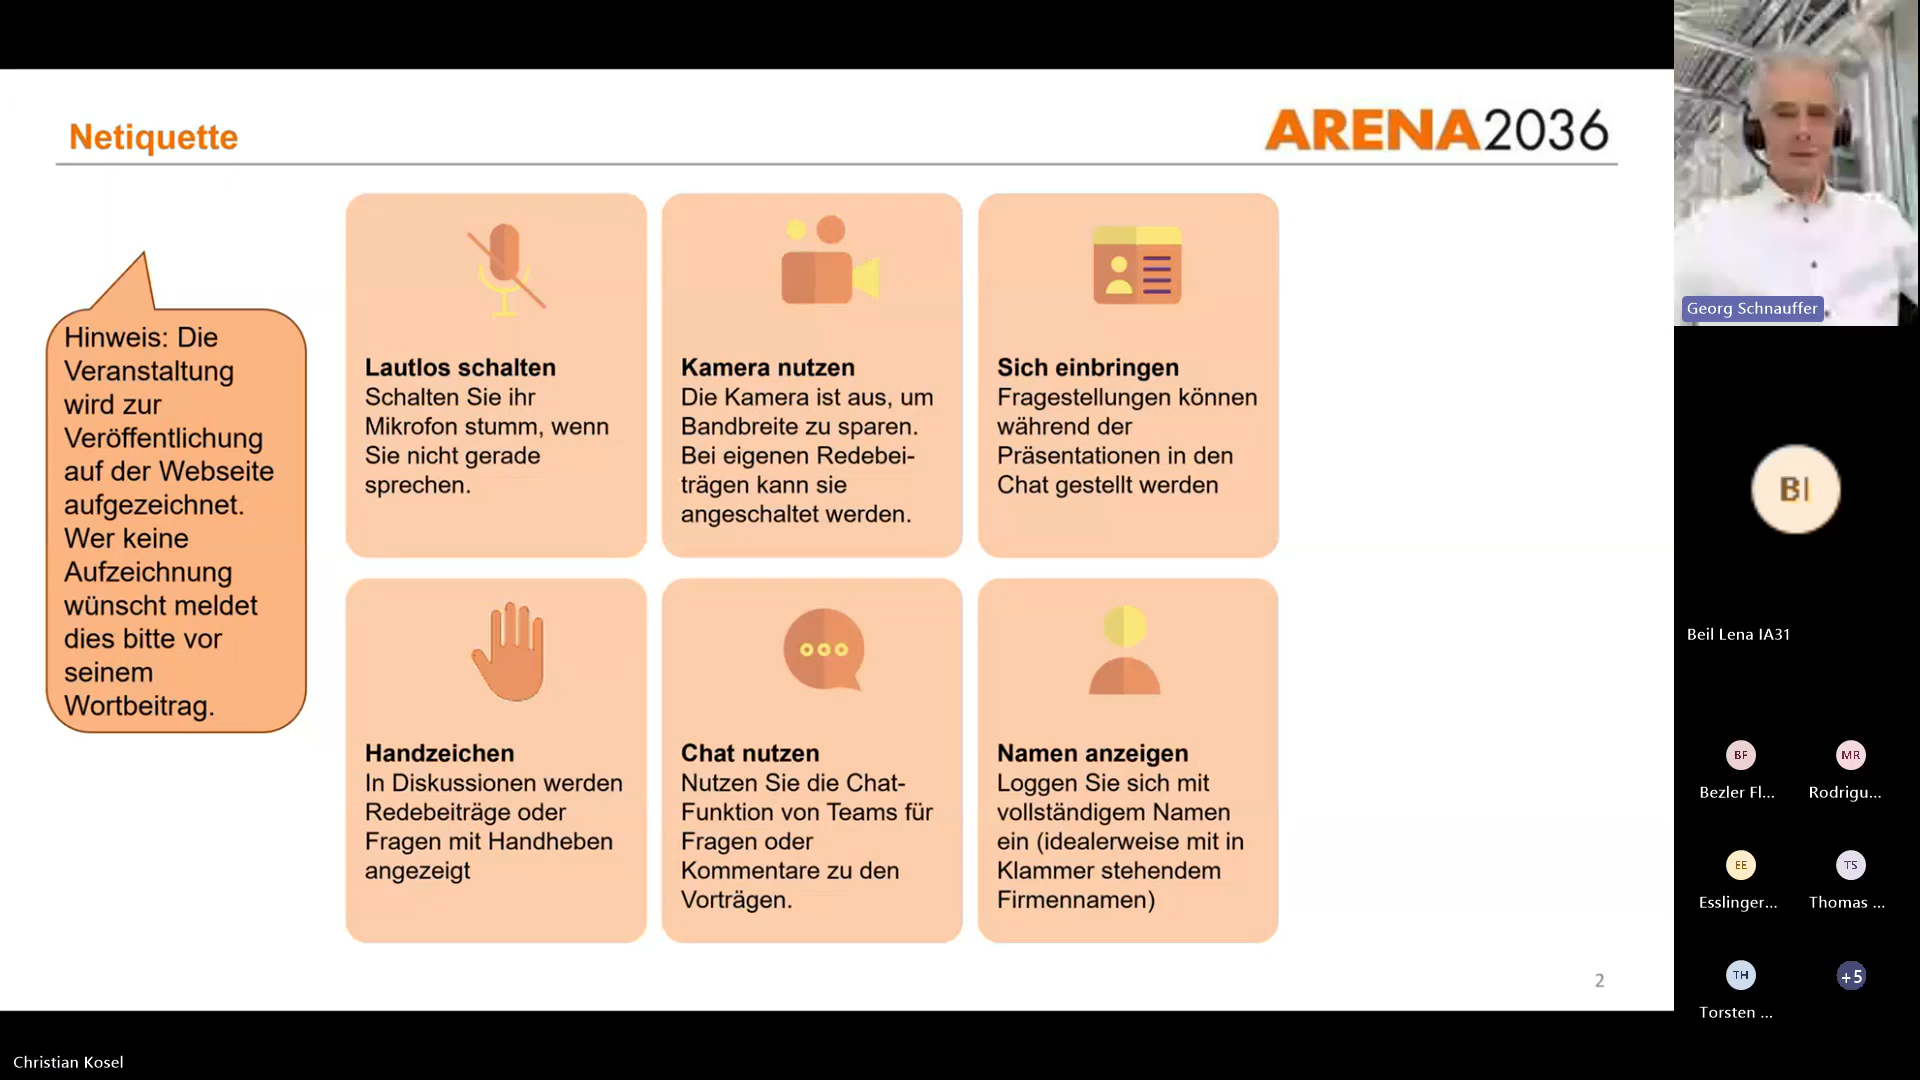 Netiquette
ARENA2036
Hinweis: Die
Veranstaltung
wird zur
Veröffentlichung
auf der Webseite
aufgezeichnet.
Wer keine
Aufzeichnung
wünscht meldet
dies bitte vor
seinem
Wortbeitrag.
Lautlos schalten
Schalten Sie ihr
Mikrofon stumm, wenn
Sie nicht gerade
sprechen.
Kamera nutzen
Die Kamera ist aus, um
Bandbreite zu sparen.
Bei eigenen Redebei-
trägen kann sie
angeschaltet werden.
Sich einbringen
Fragestellungen können
während der
Präsentationen in den
Chat gestellt werden
Handzeichen
In Diskussionen werden
Redebeiträge oder
Fragen mit Handheben
angezeigt
Chat nutzen
Nutzen Sie die Chat-
Funktion von Teams für
Fragen oder
Kommentare zu den
Vorträgen.
Namen anzeigen
Loggen Sie sich mit
vollständigem Namen
ein (idealerweise mit in
Klammer stehendem
Firmennamen)
2
Georg Schnauffer
BI
Beil Lena IA31
BF
MR
Bezler Fl...
Rodrigu...
EE
TS
Esslinger...
Thomas ...
TH
+5
Torsten ...
Christian Kosel